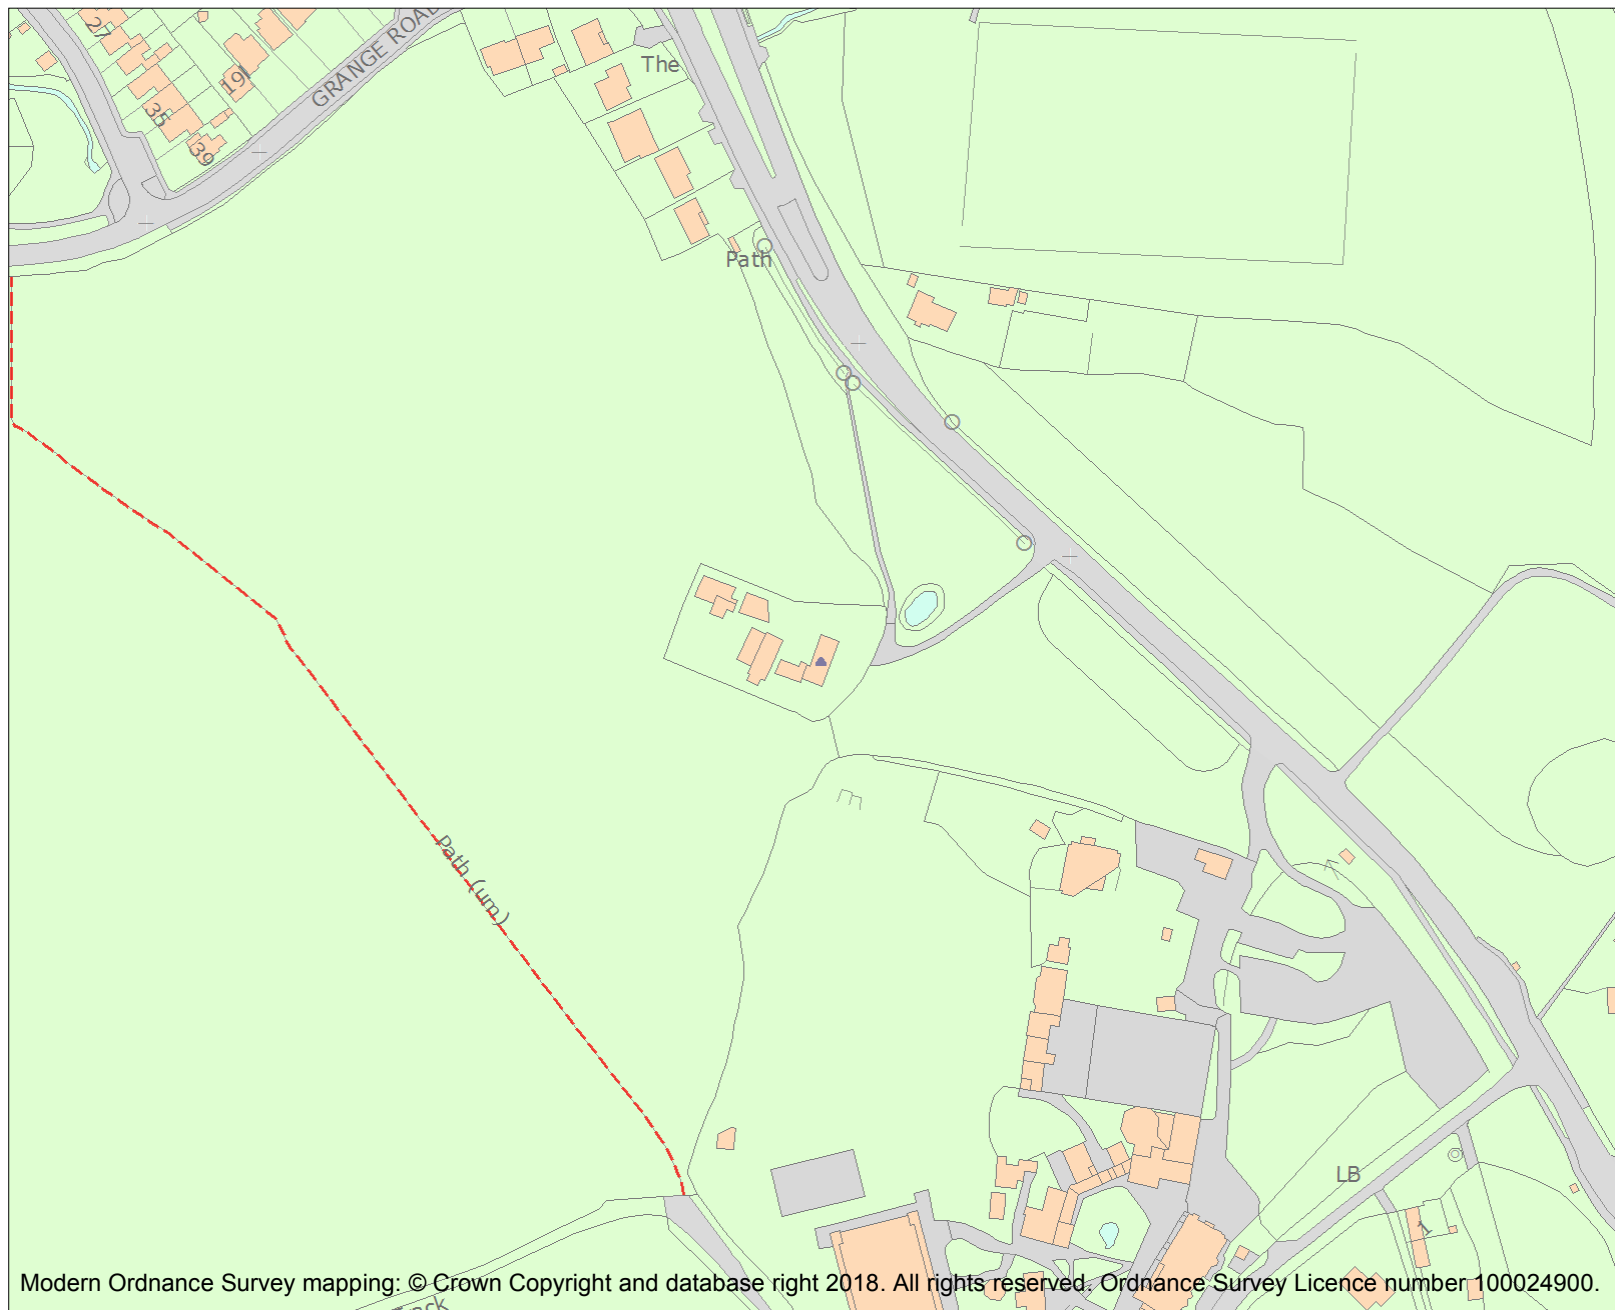 27
19
GRANGE ROAD
The
35
39
Path
Path (um)
LB
1
Modern Ordnance Survey mapping: © Crown Copyright and database right 2018. All rights reserved. Ordnance Survey Licence number 100024900.